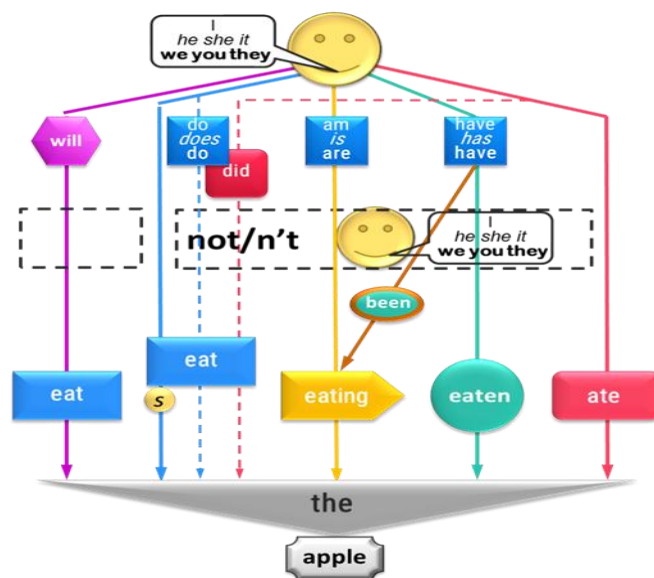 I
he she it
we you they
will
do
does
do
did
am
is
are
have
has
have
not/n't
I
he she it
we you they
been
eat
eat
s
eating
eaten
ate
the
apple